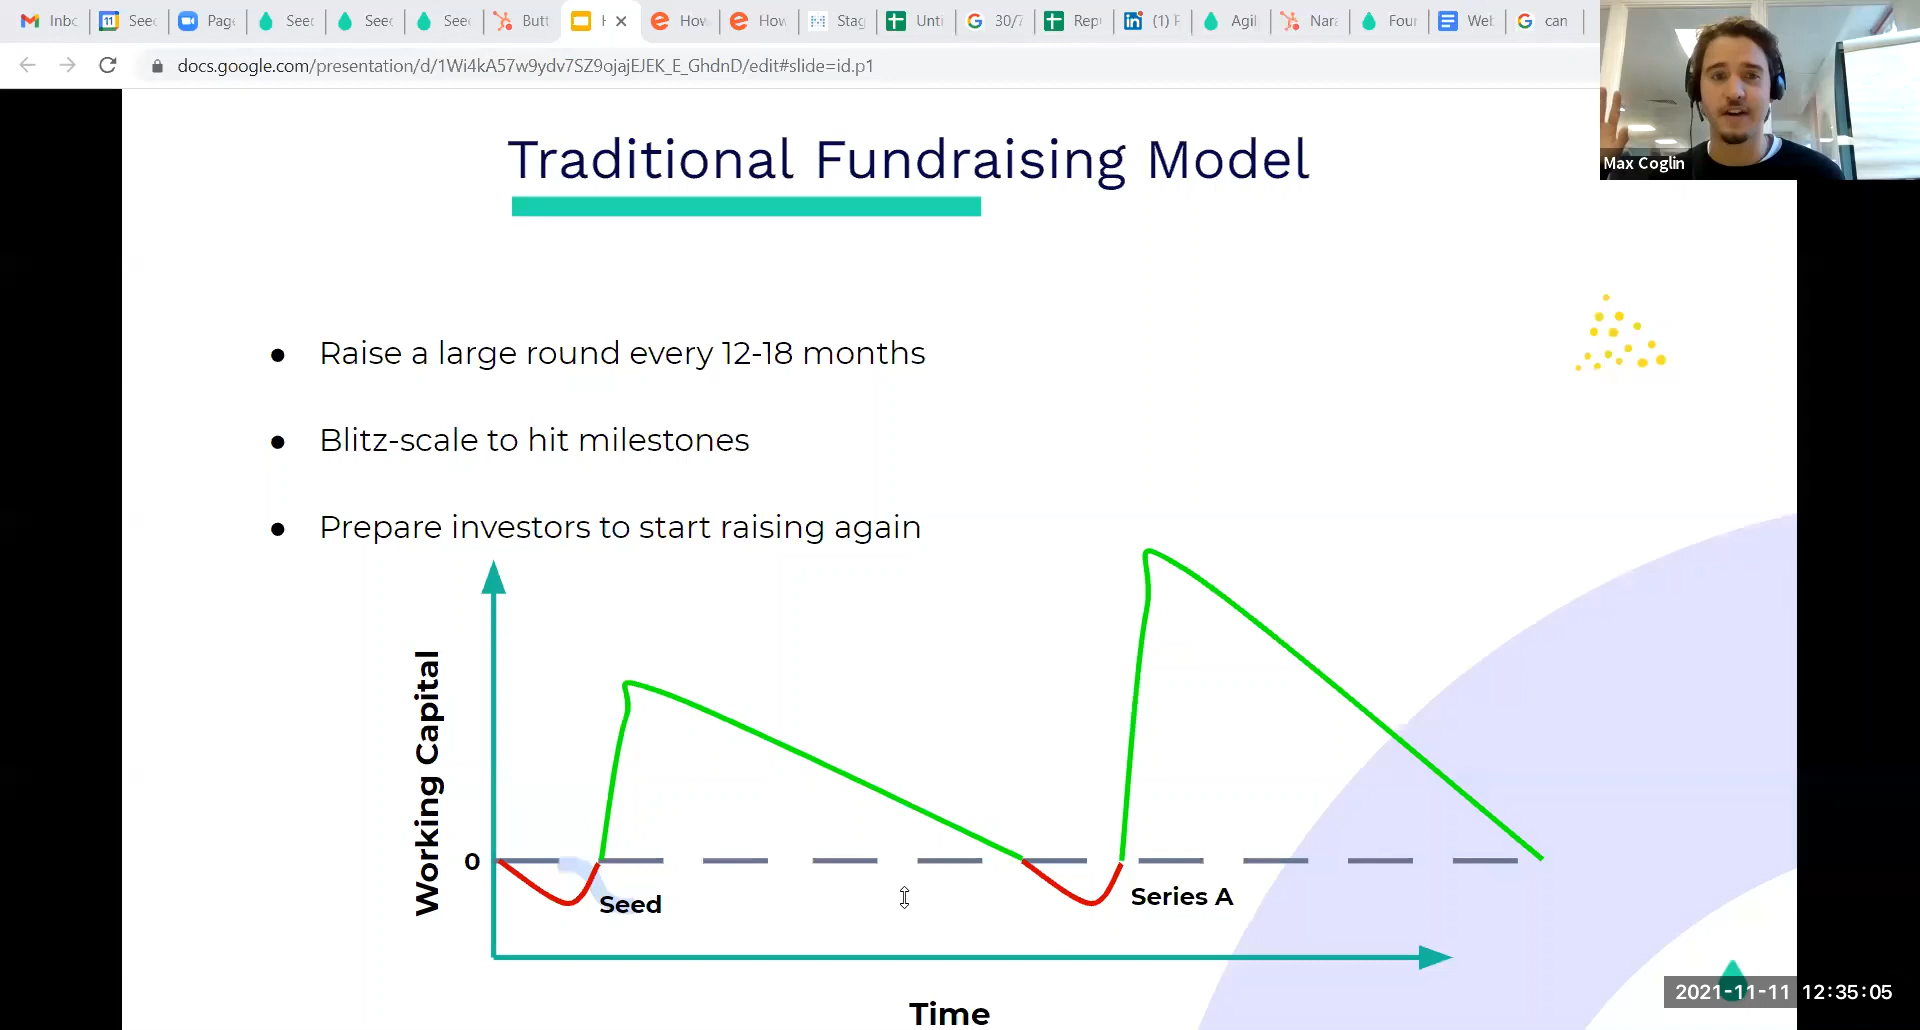 Inbc
11
Seec
Page
Seec
Seec
Seec
Butt
Hov
How
Stag
Unti
30/7
Rep
in
(1) F
Agil
Nar
Four
Wel
can
docs.google.com/presentation/d/1Wi4kA57w9ydv7SZ9ojajEJEK_E_GhdnD/edit#slide=id.p1
Max Coglin
Traditional Fundraising Model
● Raise a large round every 12-18 months
● Blitz-scale to hit milestones
● Prepare investors to start raising again
Working Capital
0
Seed
Series A
Time
2021-11-11 12:35:05